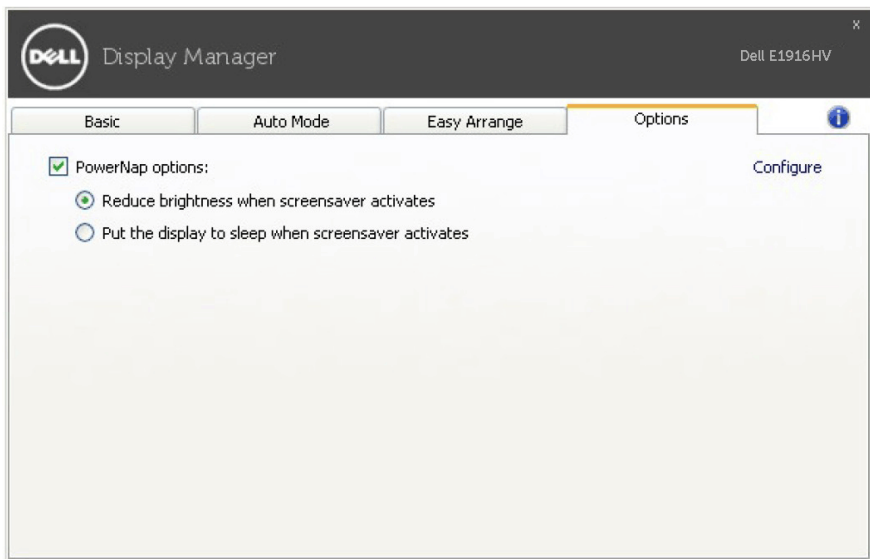 x
DELL Display Manager
Dell E1916HV
Basic Auto Mode Easy Arrange Options i
PowerNap options: Configure
Reduce brightness when screensaver activates
Put the display to sleep when screensaver activates